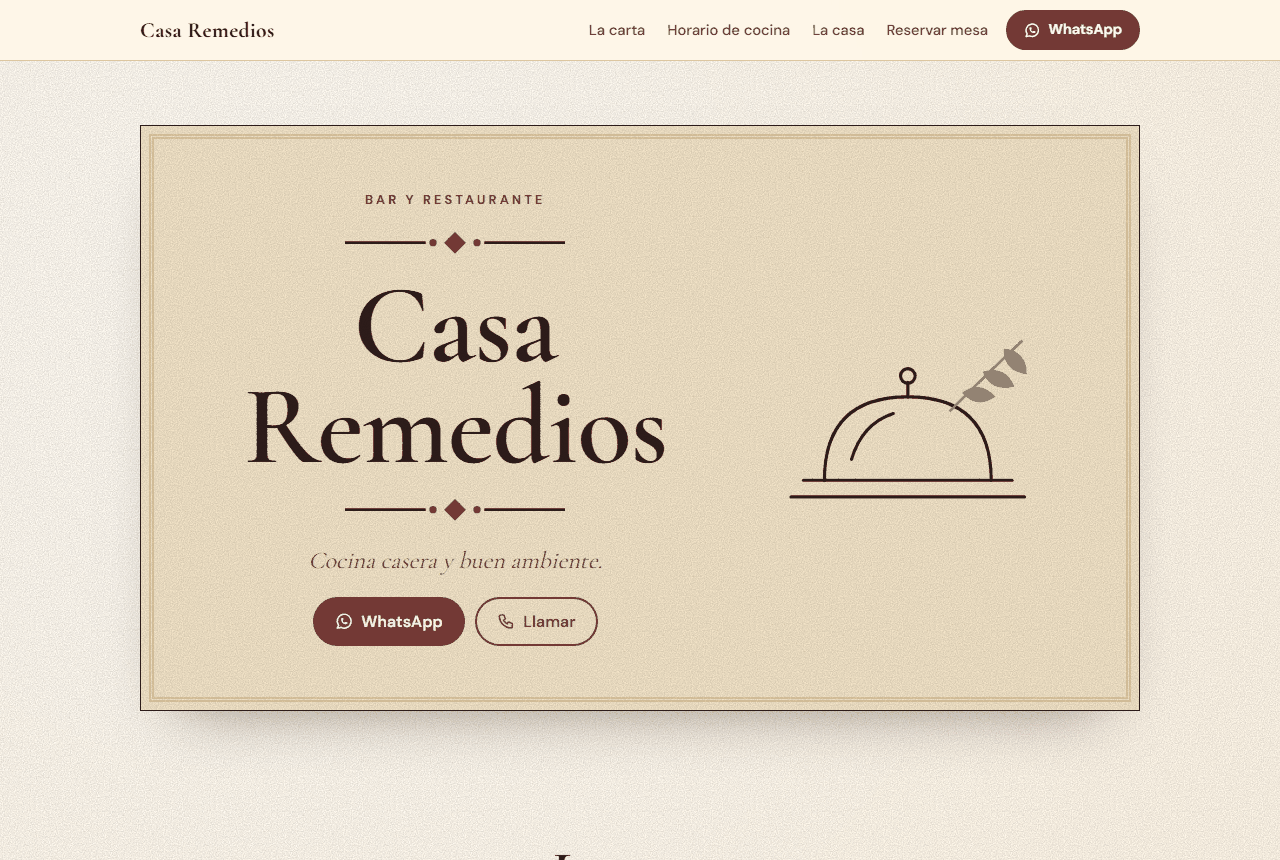 Casa Remedios
La carta
Horario de cocina
La casa
Reservar mesa
WhatsApp
BAR Y RESTAURANTE
Casa
Remedios
Cocina casera y buen ambiente.
WhatsApp
Llamar